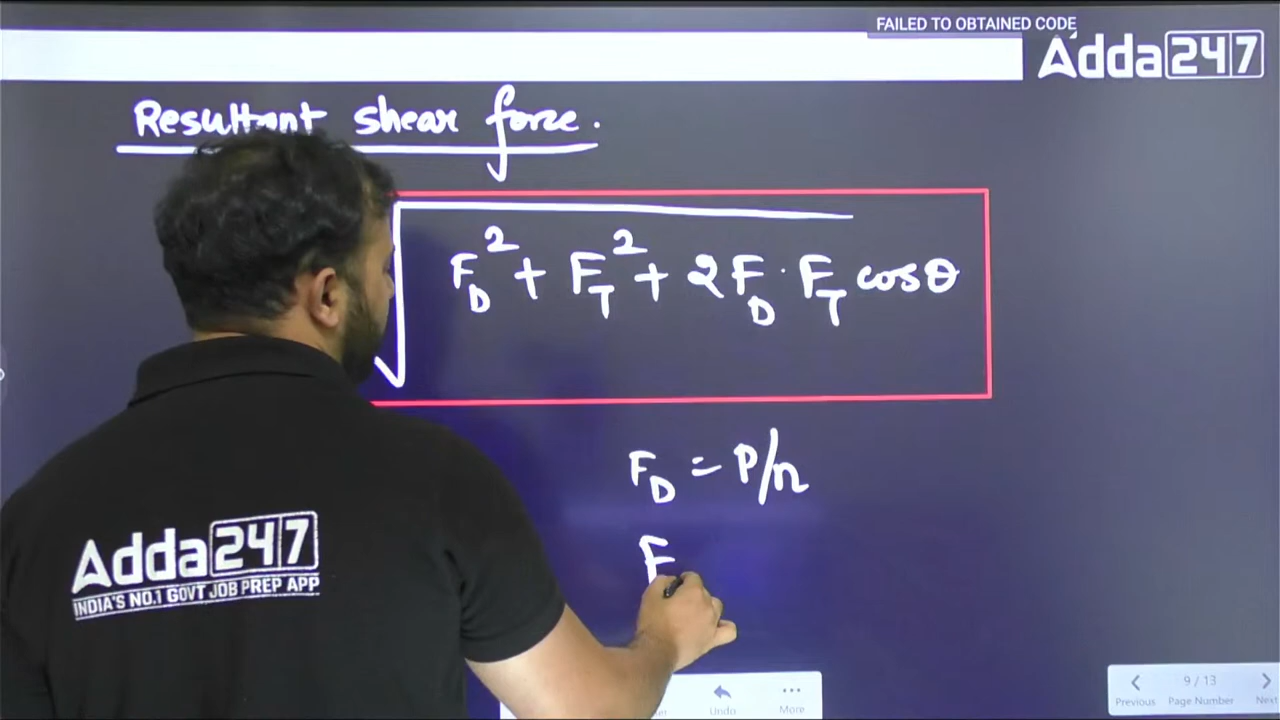 FAILED TO OBTAINED CODE
Adda247
Resultant shear force.
√ F_D² + F_T² + 2F_D · F_T cosθ
F_D = P/n
F
Adda247
INDIA'S NO.1 GOVT JOB PREP APP
Undo
More
Previous
9 / 13
Page Number
Next